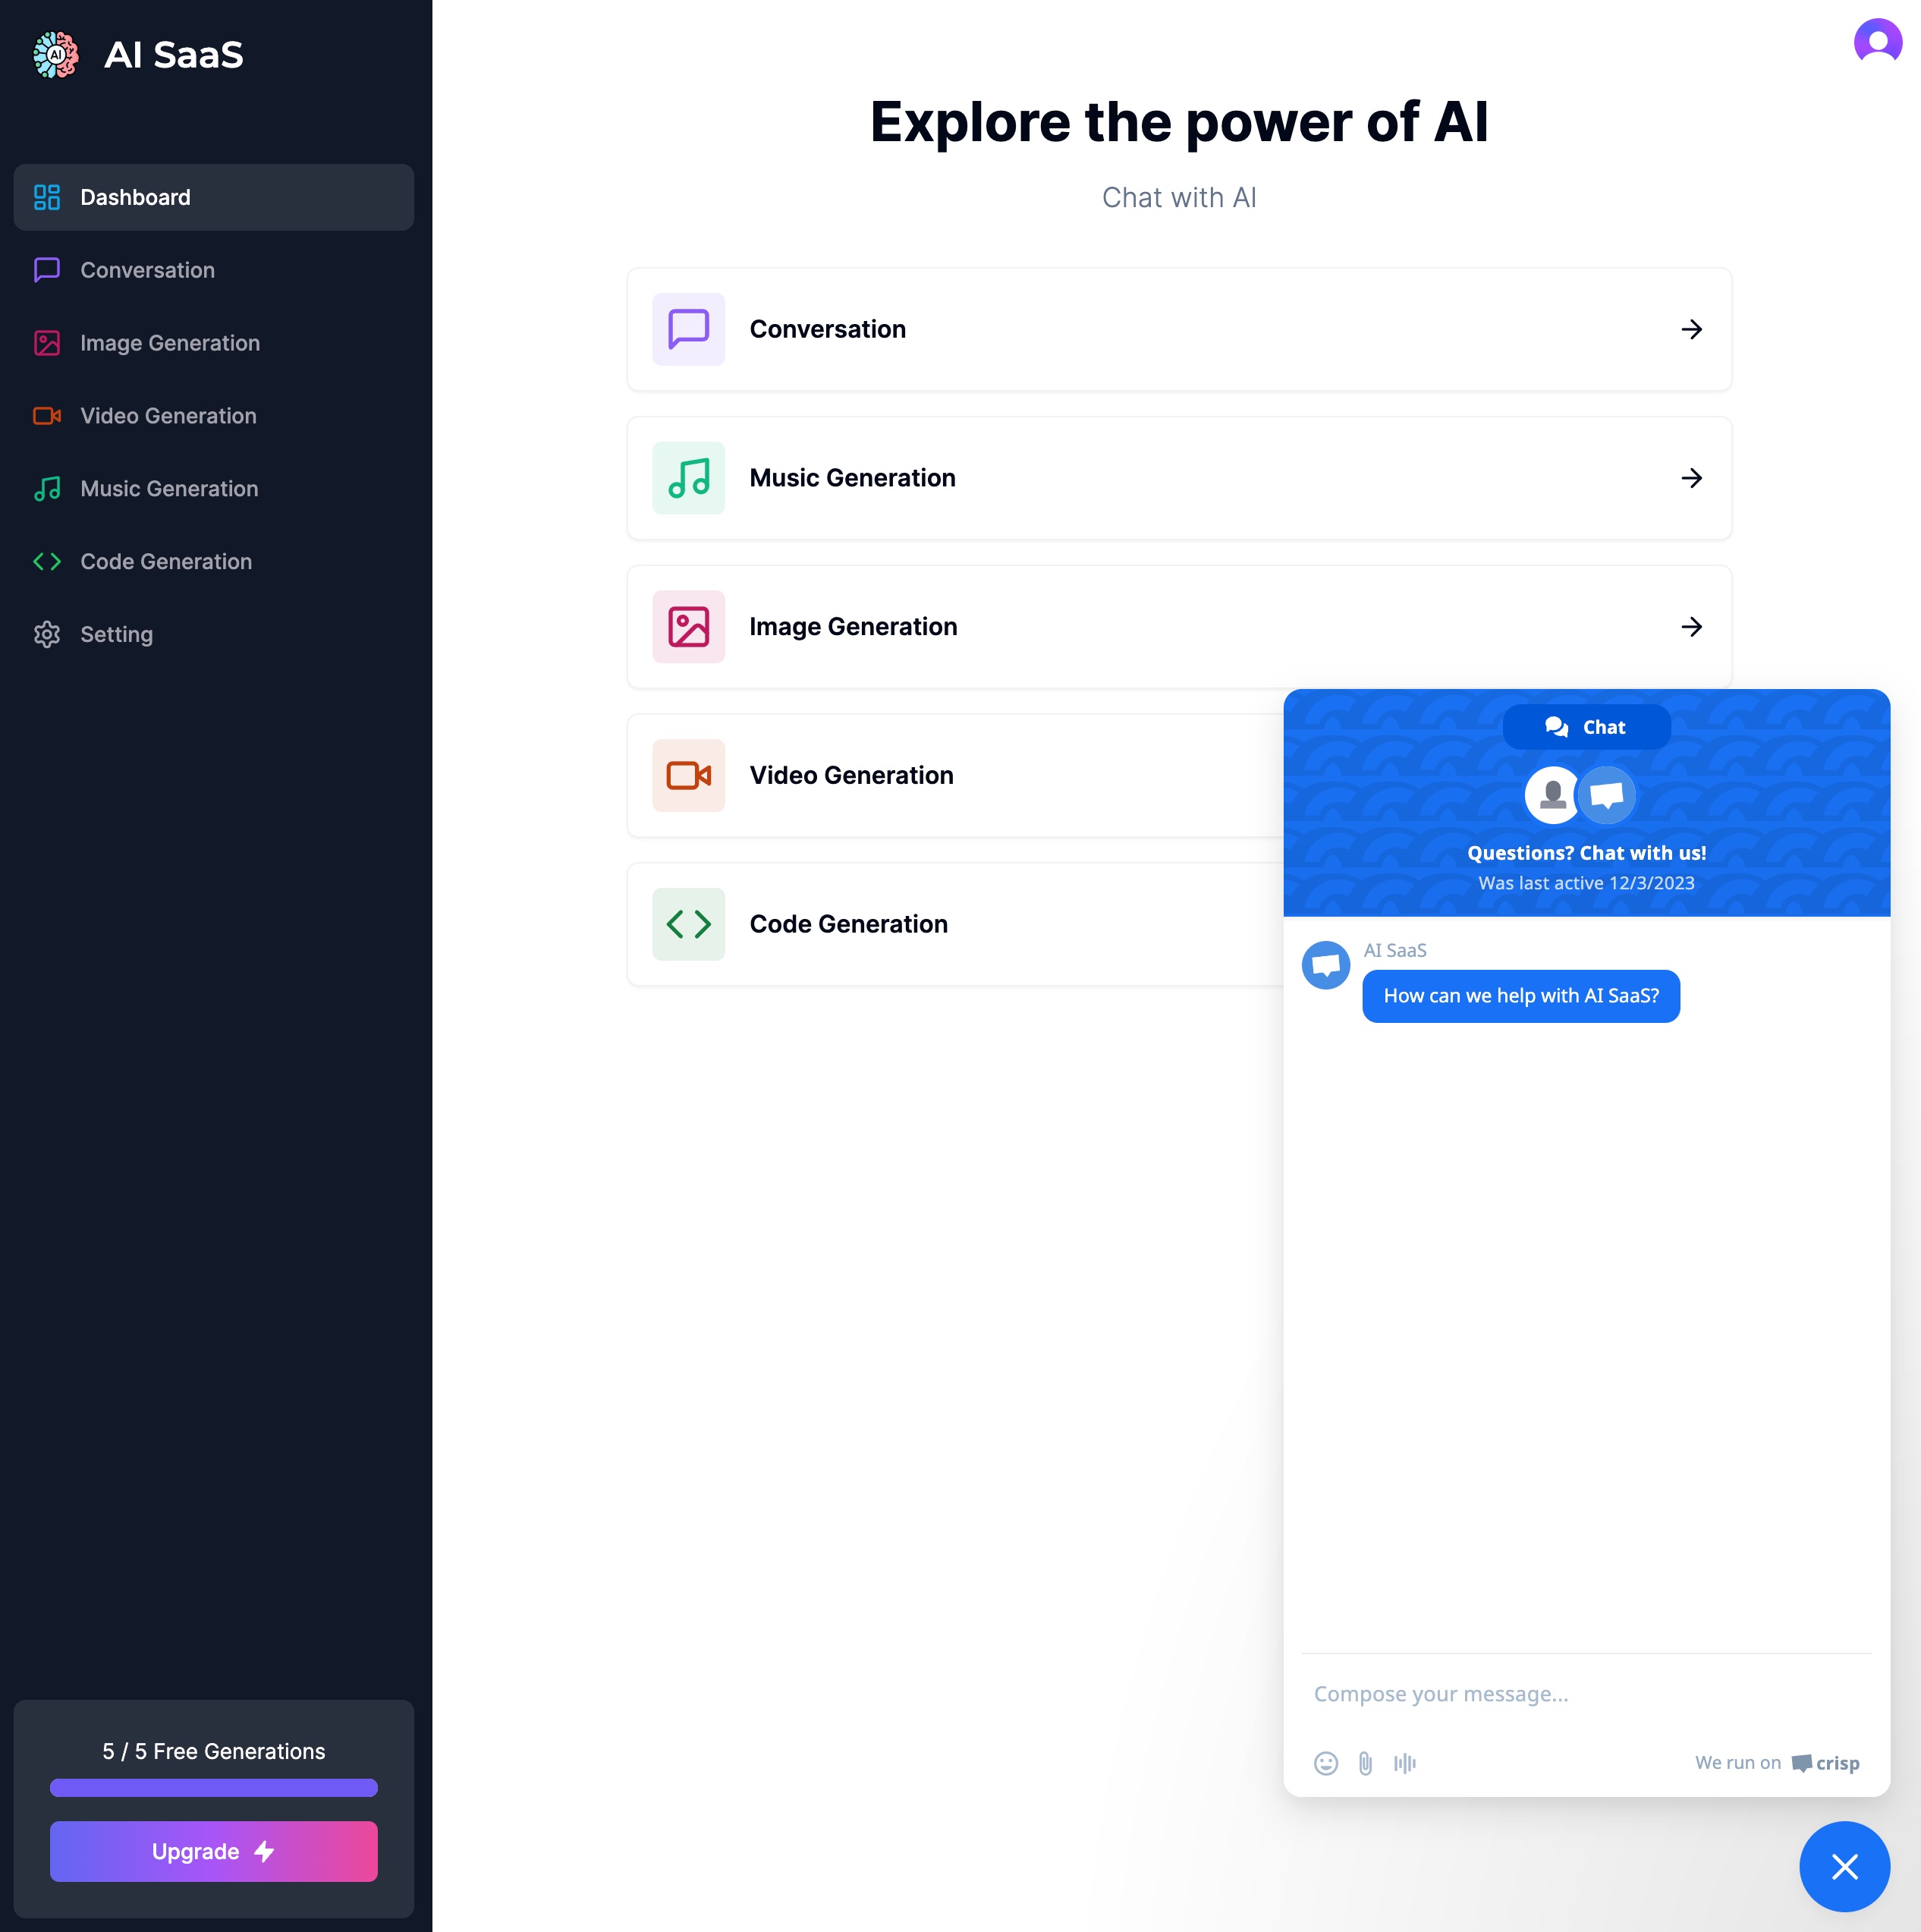 AI
AI SaaS
Dashboard
Conversation
Image Generation
Video Generation
Music Generation
Code Generation
Setting
5 / 5 Free Generations
Upgrade
Explore the power of AI
Chat with AI
Conversation
Music Generation
Image Generation
Video Generation
Code Generation
Chat
Questions? Chat with us!
Was last active 12/3/2023
AI SaaS
How can we help with AI SaaS?
Compose your message...
We run on crisp